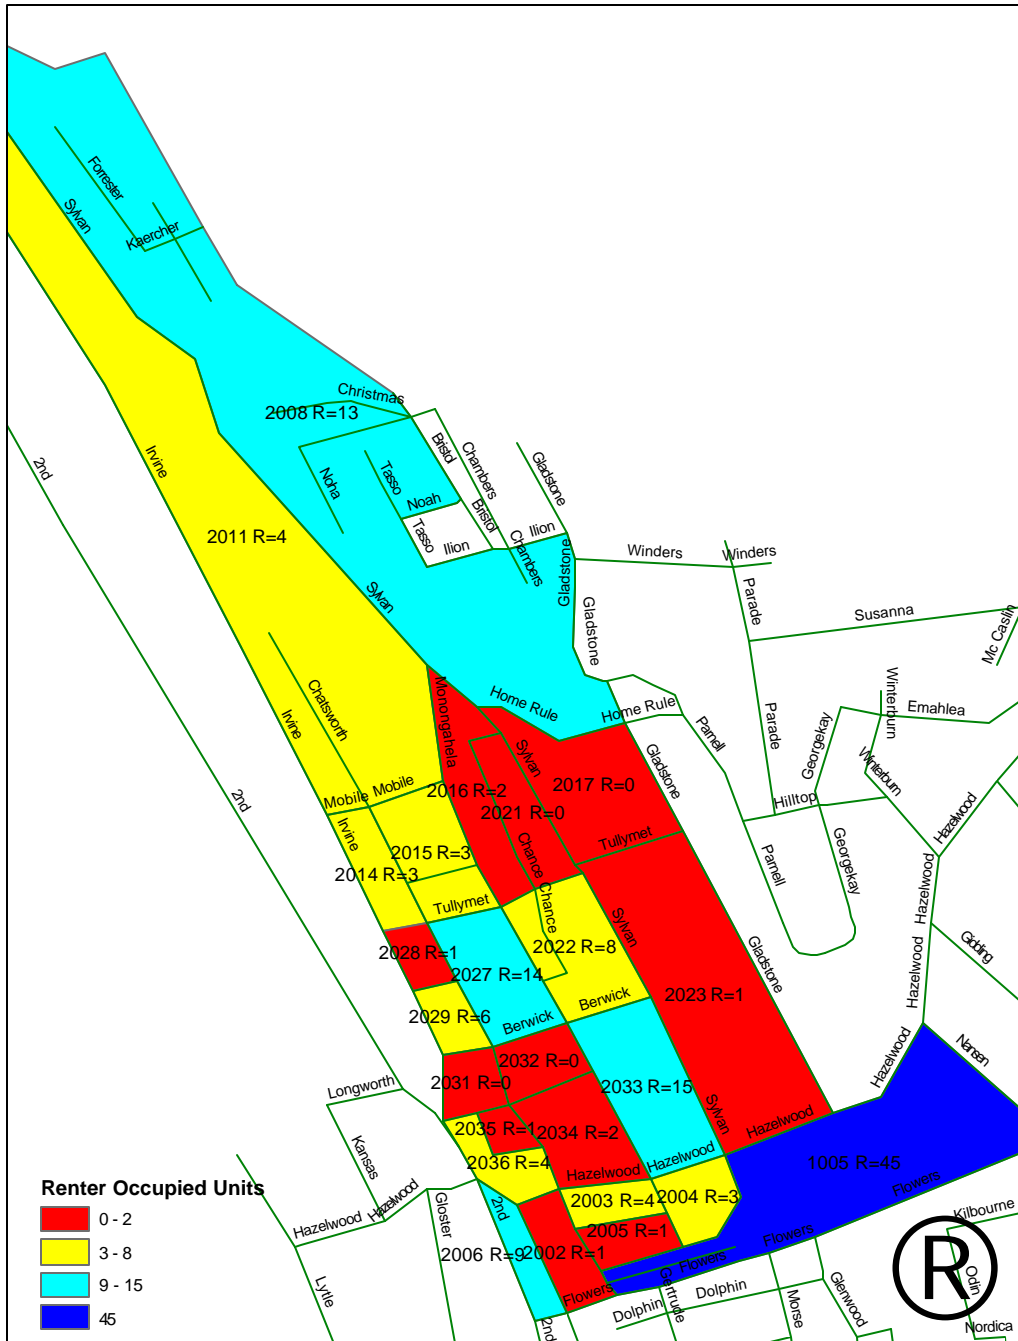 Forrester
Sylvan
Kaercher
Christmas
2008 R=13
2nd
Irvine
Noha
Tasso
Bristol
Chambers
Gladstone
Noah
Bristol
Tasso
Ilion
Ilion
Chambers
2011 R=4
Gladstone
Winders
Winders
Sylvan
Gladstone
Parade
Susanna
Mc Caslin
Chatsworth
Irvine
Monongahela
Home Rule
Home Rule
Winterburn
Emahlea
Parnell
Parade
Georgekay
Sylvan
Gladstone
Winterburn
2nd
Mobile
Mobile
2016 R=2
2017 R=0
2021 R=0
Hilltop
Hazelwood
Irvine
2015 R=3
Chance
Tullymet
2014 R=3
Parnell
Georgekay
Hazelwood
Tullymet
Chance
Sylvan
2028 R=1
2022 R=8
2027 R=14
Gladstone
Hazelwood
Gidding
2023 R=1
2029 R=6
Berwick
Berwick
2032 R=0
2031 R=0
2033 R=15
Hazelwood
Nansen
Longworth
2035 R=1
2034 R=2
Sylvan
Hazelwood
Kansas
2036 R=4
Hazelwood
Hazelwood
1005 R=45
Flowers
Renter Occupied Units
0 - 2
3 - 8
9 - 15
45
Hazelwood
Hazelwood
Gloster
2nd
2003 R=4
2004 R=3
2005 R=1
2006 R=9
2002 R=1
Flowers
Flowers
Flowers
Kilbourne
Lytle
2nd
Dolphin
Gertrude
Dolphin
Morse
Glenwood
Odin
Nordica
®